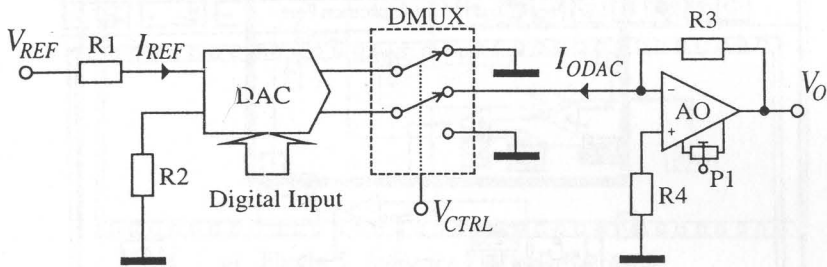 DMUX
V_REF
R1
I_REF
DAC
I_ODAC
R3
V_O
−
AO
+
R2
Digital Input
V_CTRL
R4
P1